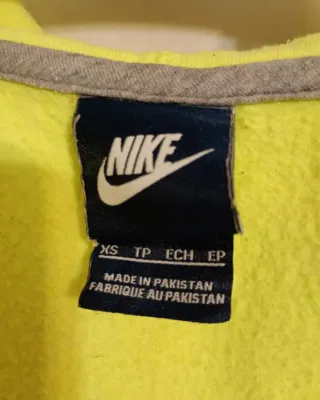 NIKE
XS TP ECH EP
MADE IN PAKISTAN
FABRIQUE AU PAKISTAN